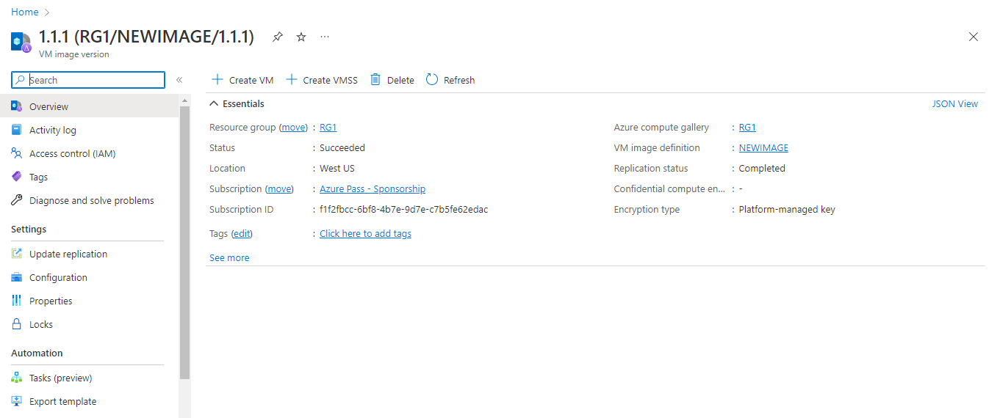 Home
1.1.1 (RG1/NEWIMAGE/1.1.1)
VM image version
Search
Create VM Create VMSS Delete Refresh
Overview
Activity log
Access control (IAM)
Tags
Diagnose and solve problems
Settings
Update replication
Configuration
Properties
Locks
Automation
Tasks (preview)
Export template
Essentials
JSON View
Resource group (move) : RG1
Status : Succeeded
Location : West US
Subscription (move) : Azure Pass - Sponsorship
Subscription ID : f1f2fbcc-6bf8-4b7e-9d7e-c7b5fe62edac
Tags (edit) : Click here to add tags
See more
Azure compute gallery : RG1
VM image definition : NEWIMAGE
Replication status : Completed
Confidential compute en... : -
Encryption type : Platform-managed key